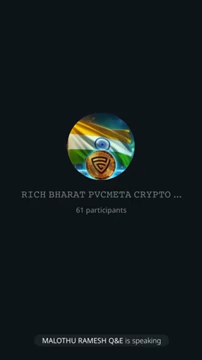 RICH BHARAT PVCMETA CRYPTO ...
61 participants
MALOTHU RAMESH Q&E is speaking